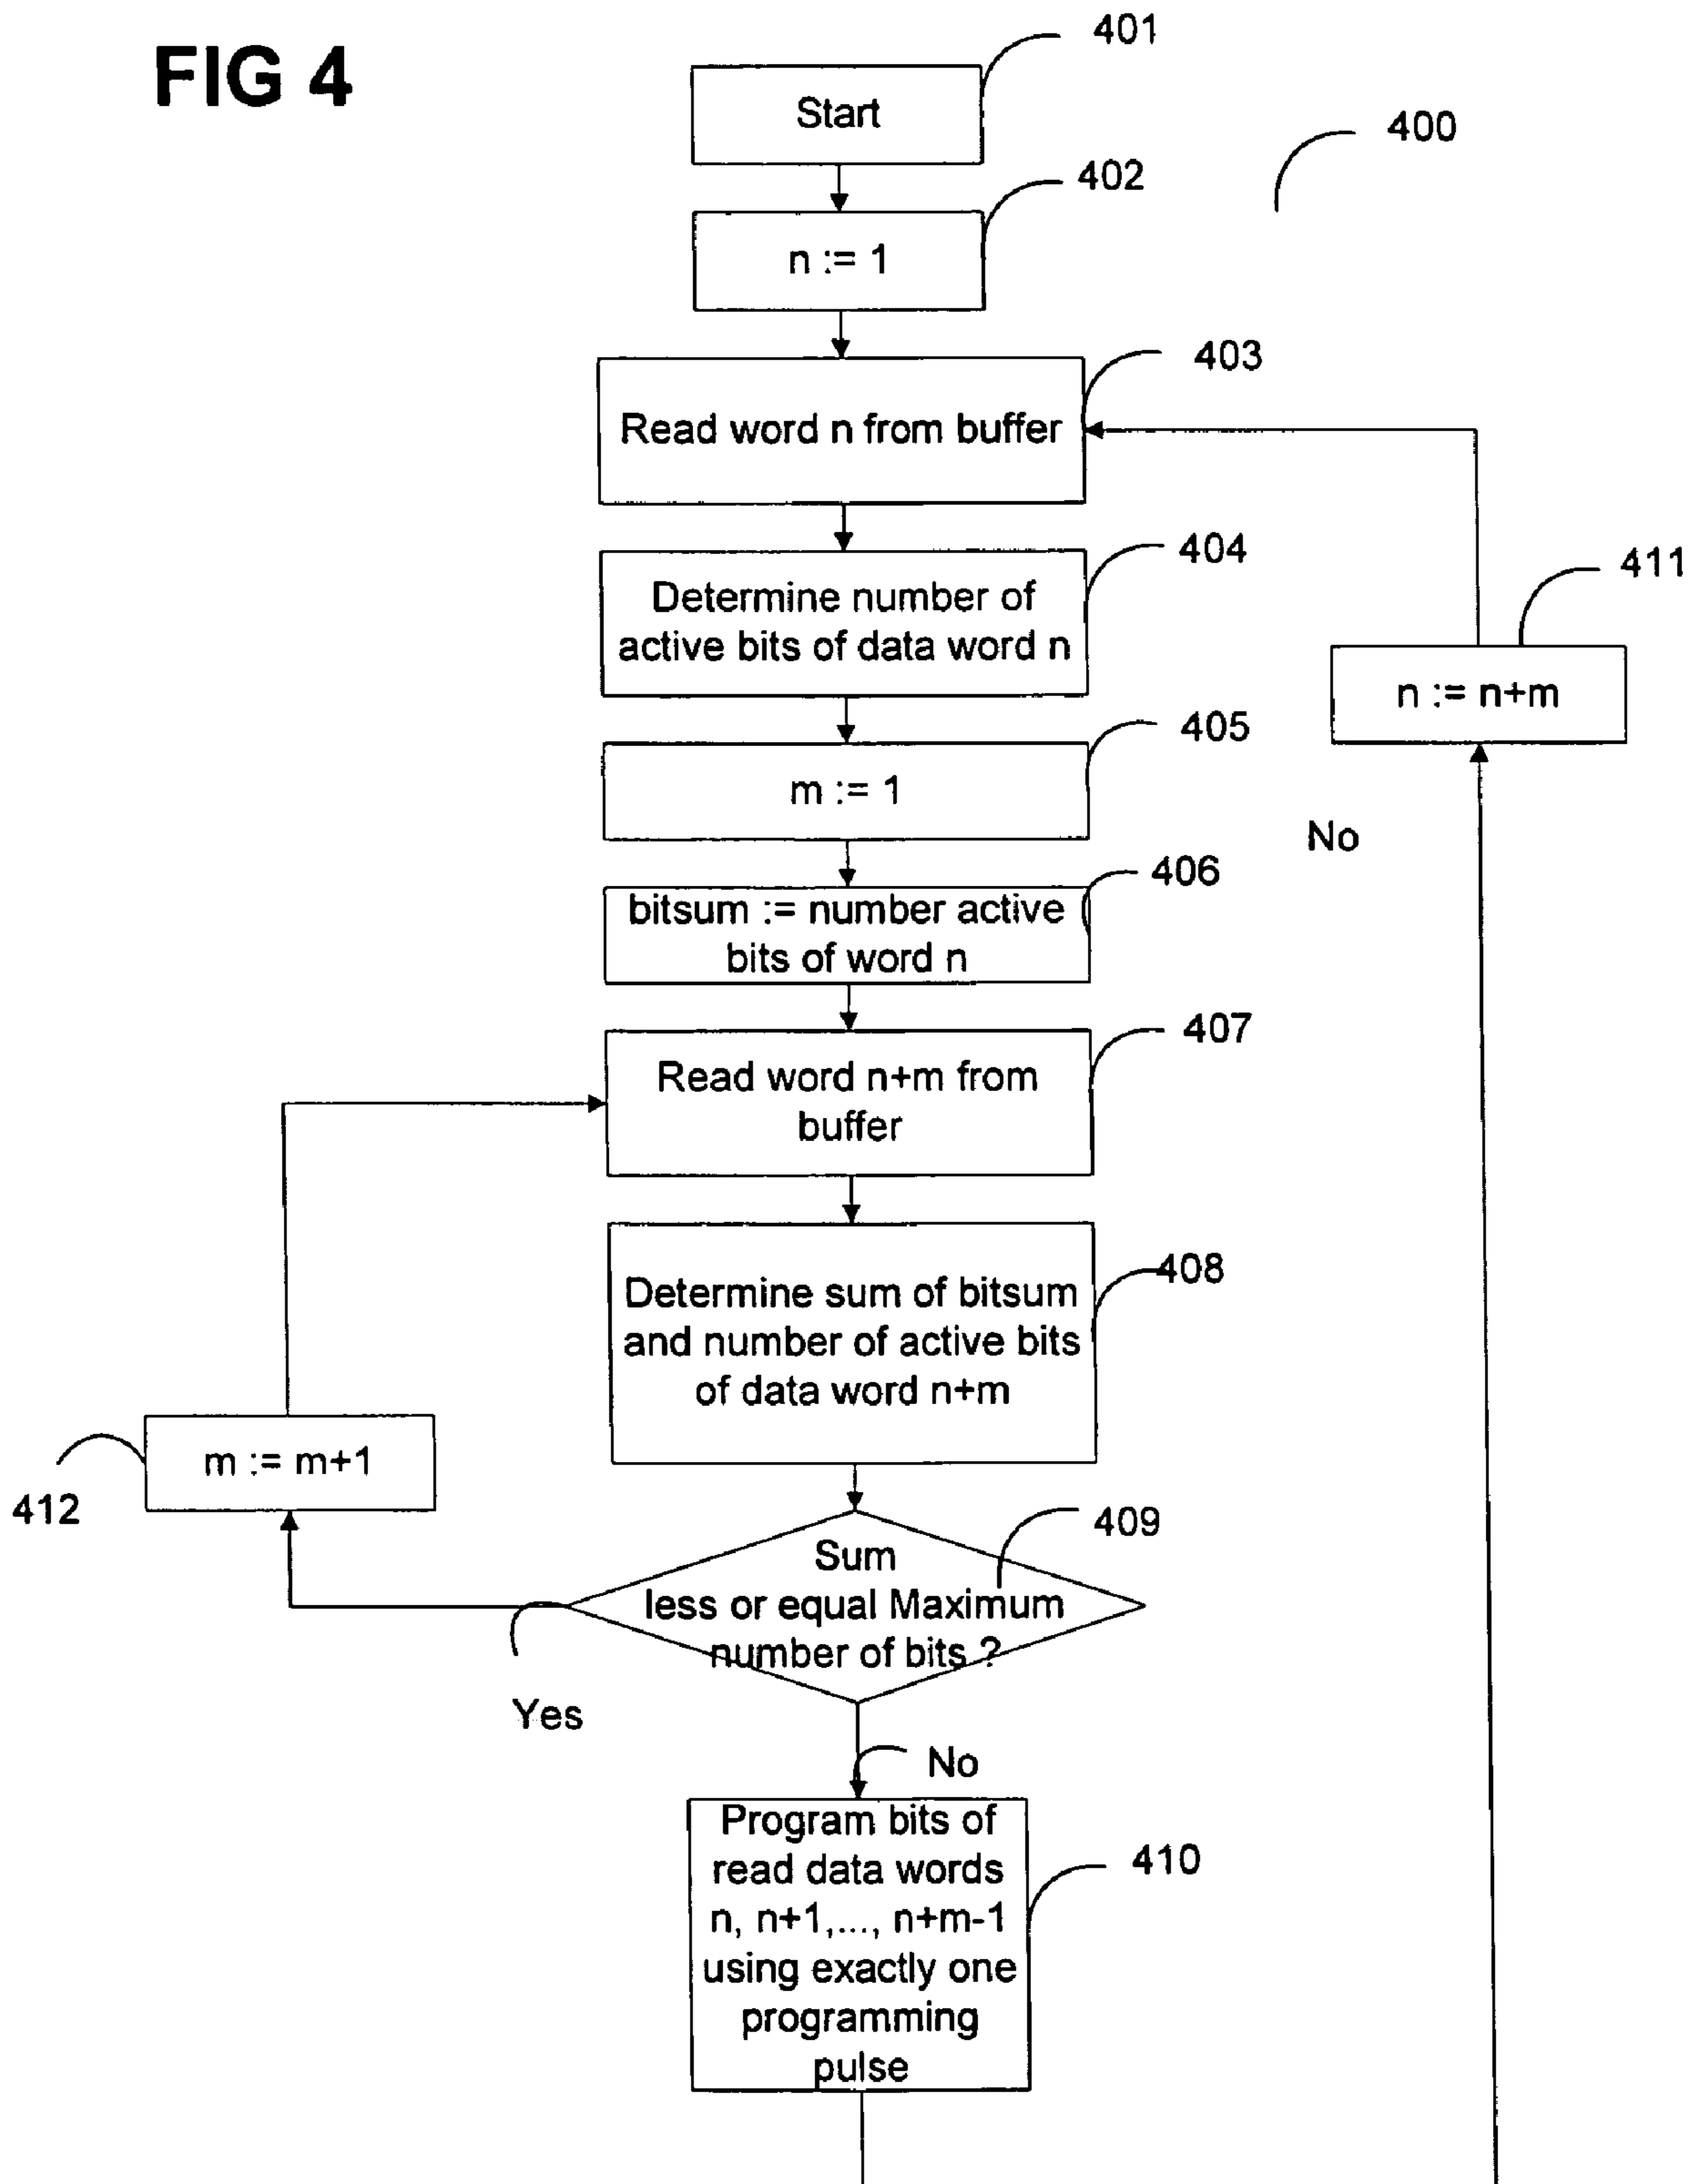 FIG 4
401
Start
400
402
n := 1
403
Read word n from buffer
404
Determine number of
active bits of data word n
411
n := n+m
405
m := 1
No
406
bitsum := number active
bits of word n
407
Read word n+m from
buffer
408
Determine sum of bitsum
and number of active bits
of data word n+m
m := m+1
412
409
Sum
less or equal Maximum
number of bits ?
Yes
No
Program bits of
read data words
n, n+1,..., n+m-1
using exactly one
programming
pulse
410